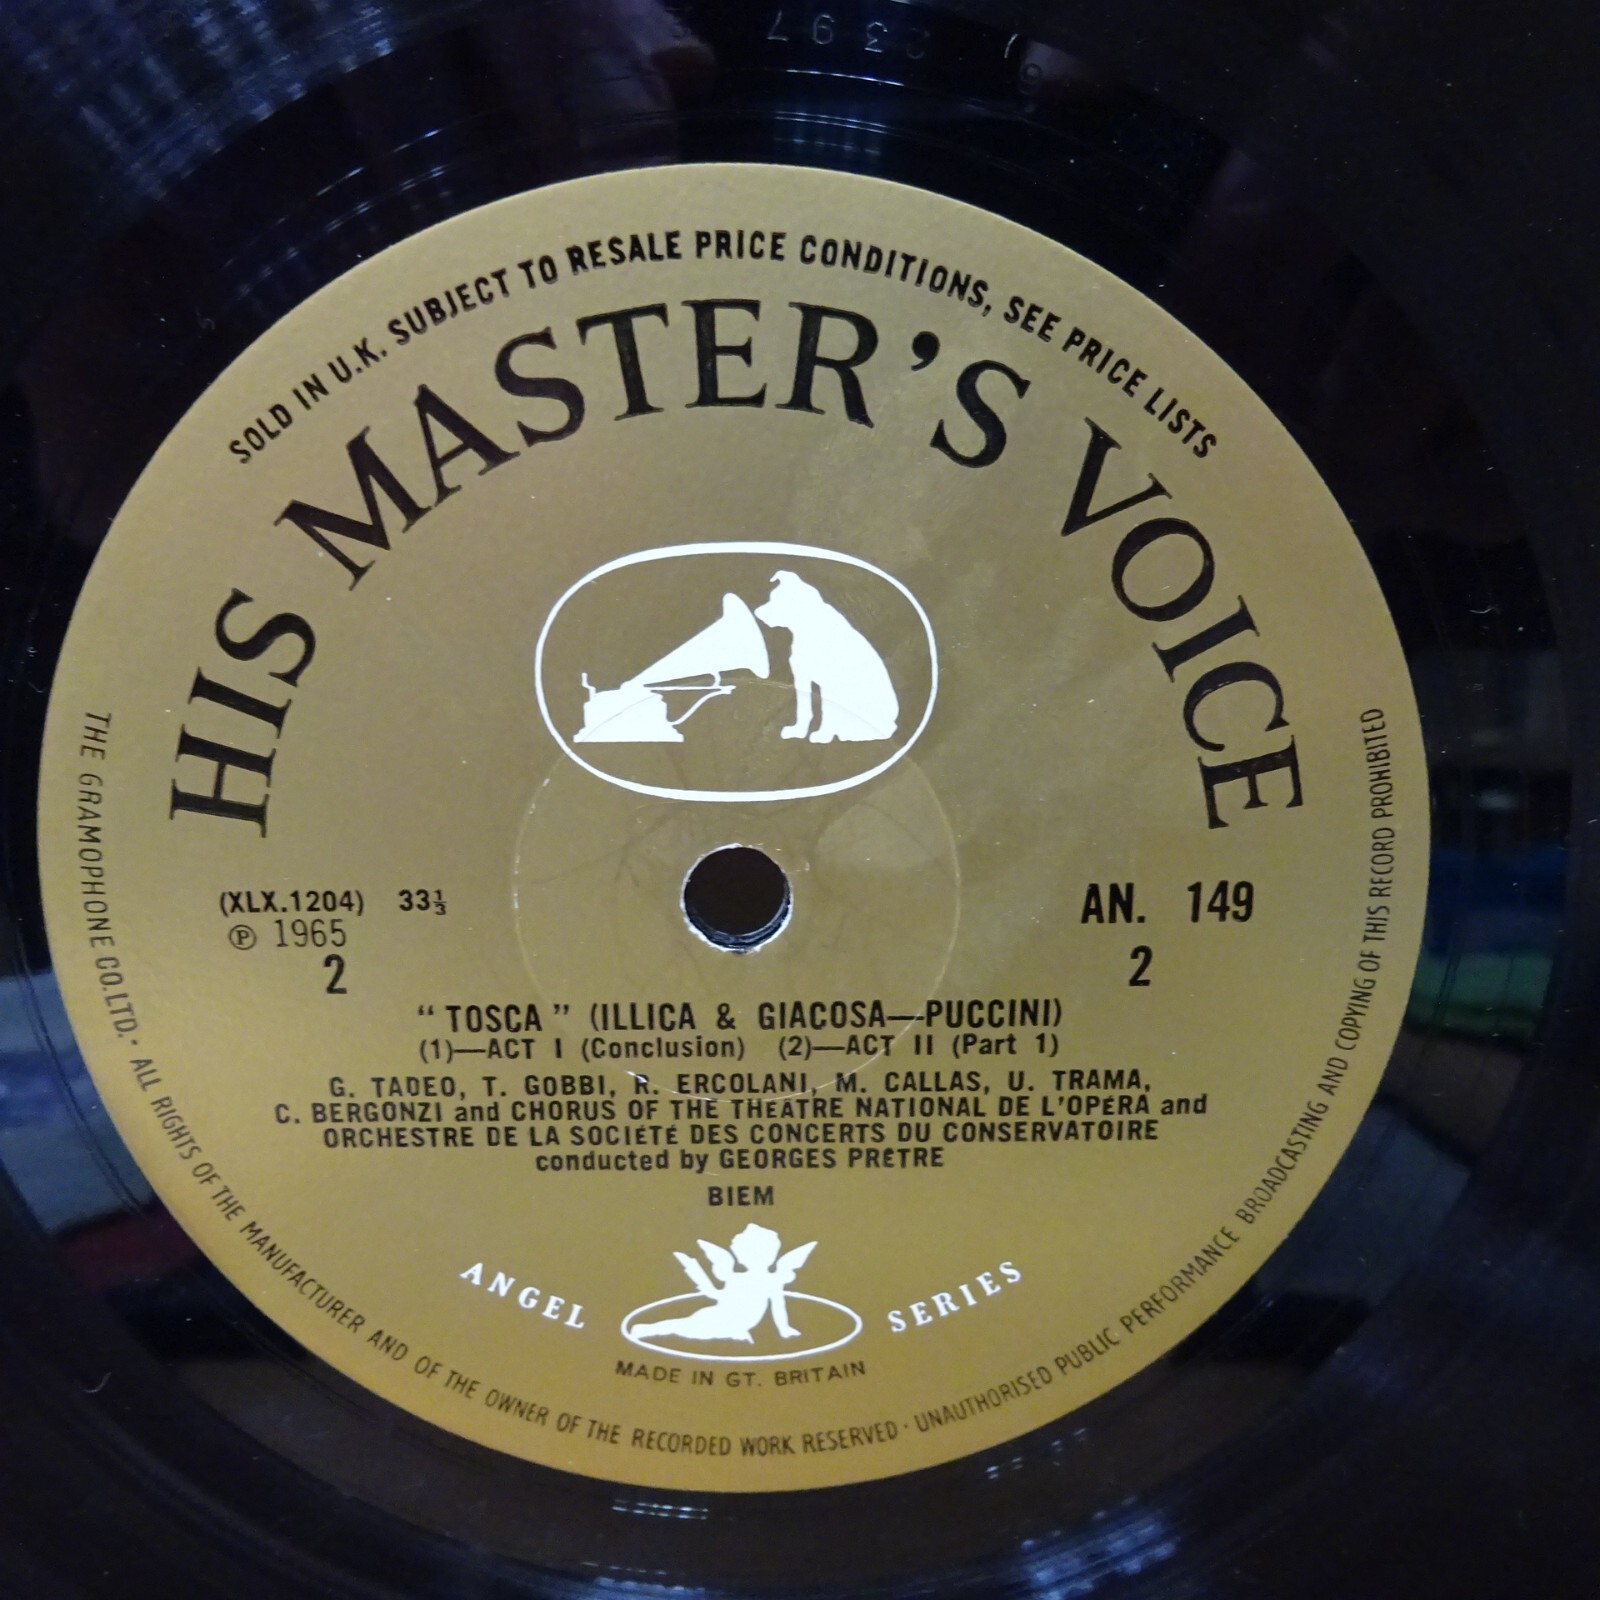 SOLD IN U.K. SUBJECT TO RESALE PRICE CONDITIONS, SEE PRICE LISTS
HIS MASTER'S VOICE
(XLX.1204) 33⅓
℗ 1965
2
AN. 149
2
"TOSCA" (ILLICA & GIACOSA—PUCCINI)
(1)—ACT I (Conclusion) (2)—ACT II (Part 1)
G. TADEO, T. GOBBI, R. ERCOLANI, M. CALLAS, U. TRAMA,
C. BERGONZI and CHORUS OF THE THÉATRE NATIONAL DE L'OPÉRA and
ORCHESTRE DE LA SOCIÉTÉ DES CONCERTS DU CONSERVATOIRE
conducted by GEORGES PRÊTRE
BIEM
ANGEL SERIES
MADE IN GT. BRITAIN
THE GRAMOPHONE CO.LTD. · ALL RIGHTS OF THE MANUFACTURER AND OF THE OWNER OF THE RECORDED WORK RESERVED · UNAUTHORISED PUBLIC PERFORMANCE BROADCASTING AND COPYING OF THIS RECORD PROHIBITED